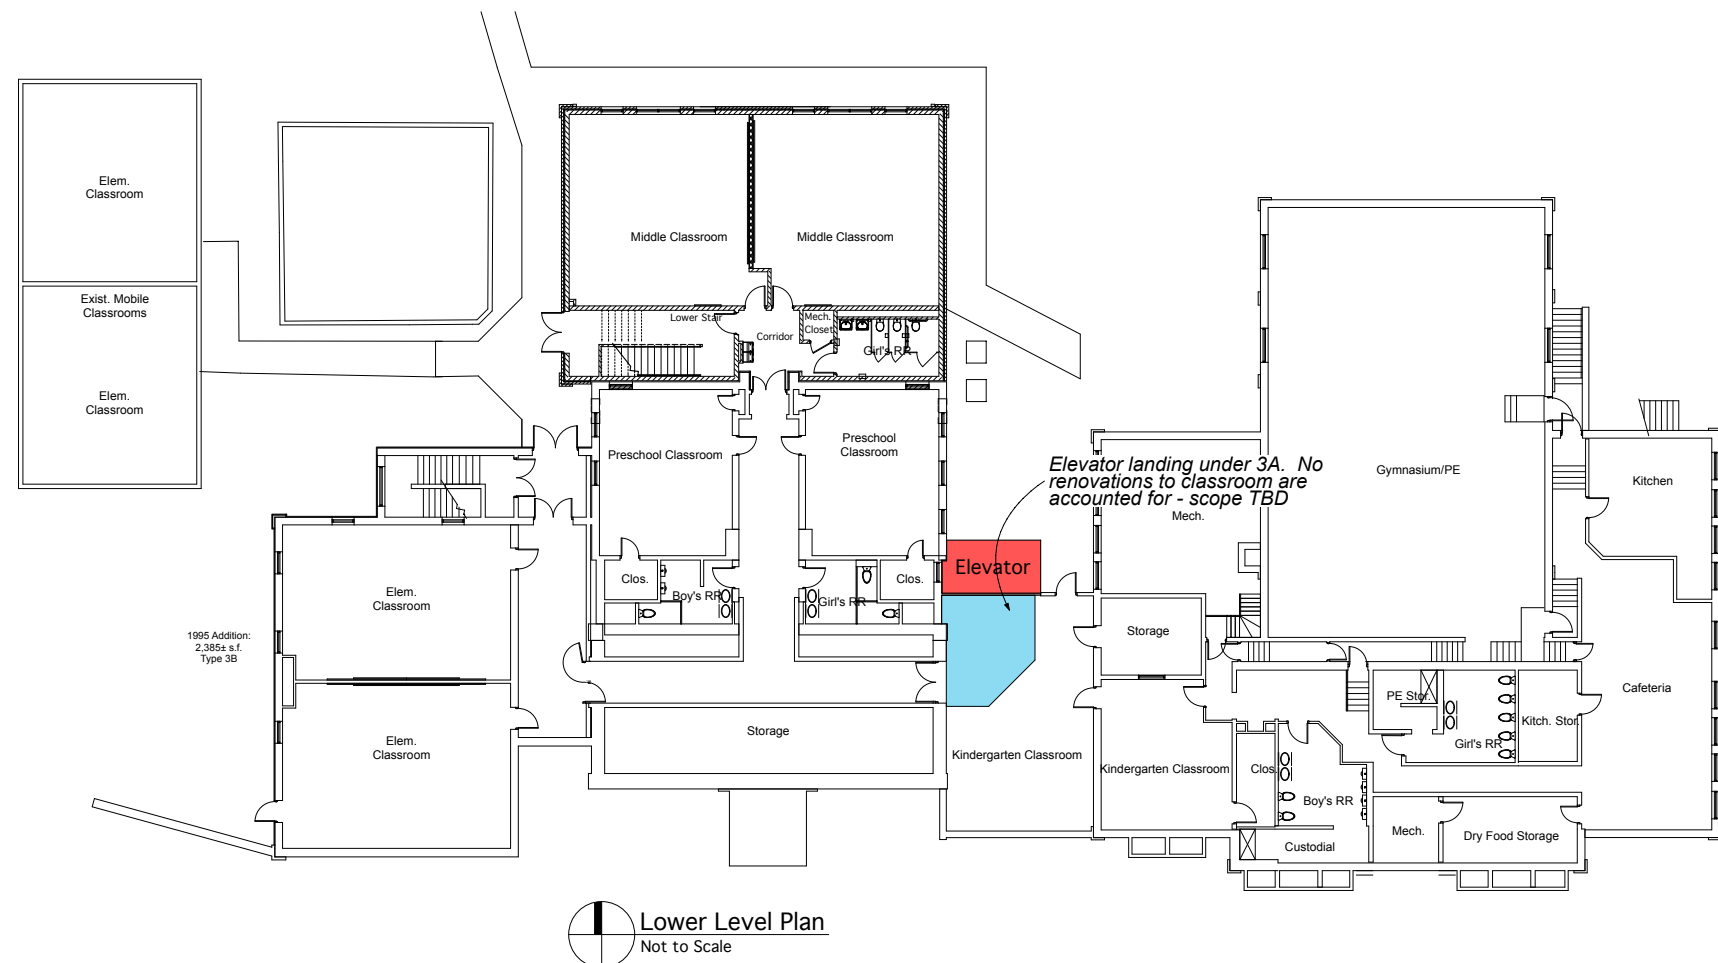 Elem.
Classroom
Exist. Mobile
Classrooms
Elem.
Classroom
Middle Classroom
Middle Classroom
Lower Stair
Corridor
Mech.
Closet
Girl's RR
Preschool Classroom
Preschool
Classroom
Elevator landing under 3A. No
renovations to classroom are
accounted for - scope TBD
Mech.
Gymnasium/PE
Kitchen
Elevator
Clos.
Boy's RR
Girl's RR
Clos.
Elem.
Classroom
1995 Addition:
2,385± s.f.
Type 3B
Storage
PE Stor.
Kitch. Stor.
Cafeteria
Elem.
Classroom
Storage
Kindergarten Classroom
Kindergarten Classroom
Clos.
Girl's RR
Boy's RR
Custodial
Mech.
Dry Food Storage
Lower Level Plan
Not to Scale